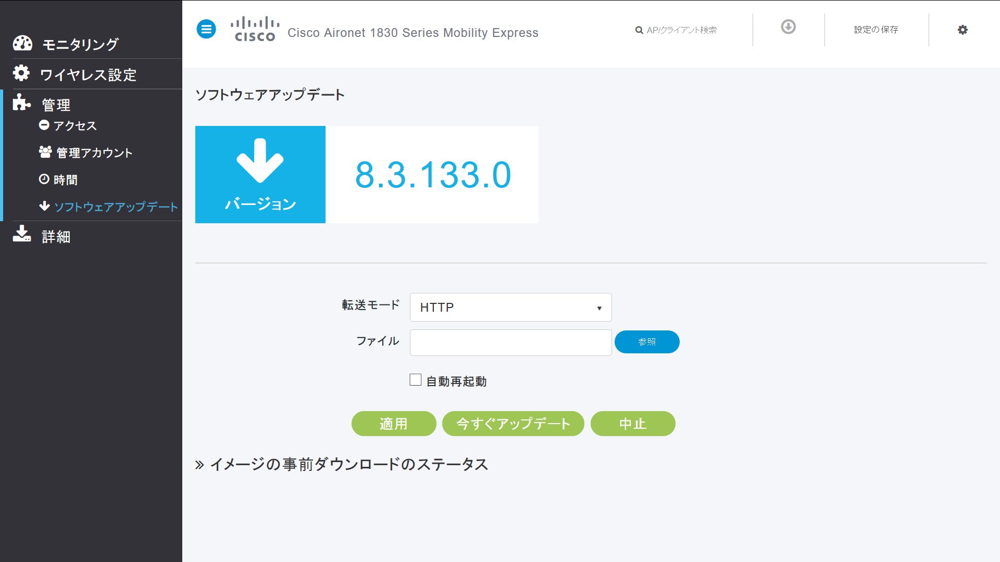 モニタリング
ワイヤレス設定
管理
アクセス
管理アカウント
時間
ソフトウェアアップデート
詳細
CISCO
Cisco Aironet 1830 Series Mobility Express
AP/クライアント検索
設定の保存
ソフトウェアアップデート
バージョン
8.3.133.0
転送モード
HTTP
ファイル
参照
自動再起動
適用
今すぐアップデート
中止
» イメージの事前ダウンロードのステータス